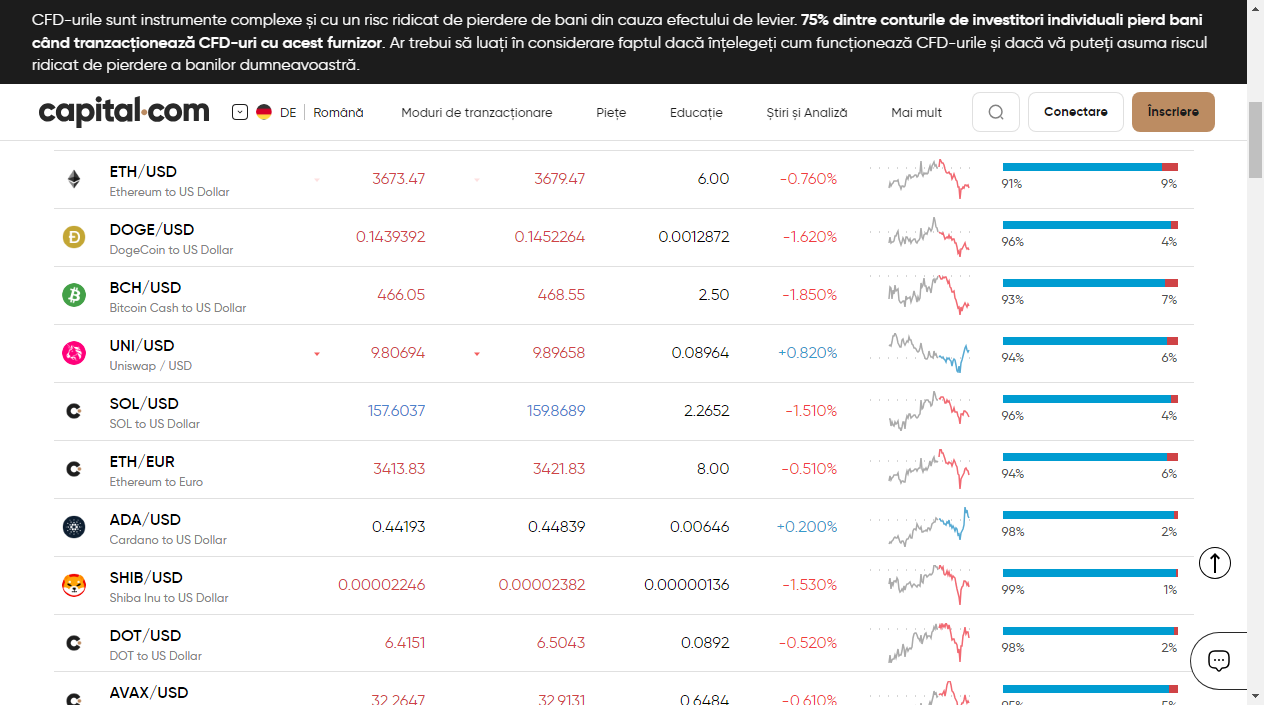 CFD-urile sunt instrumente complexe și cu un risc ridicat de pierdere de bani din cauza efectului de levier. 75% dintre conturile de investitori individuali pierd bani
când tranzacționează CFD-uri cu acest furnizor. Ar trebui să luați în considerare faptul dacă înțelegeți cum funcționează CFD-urile și dacă vă puteți asuma riscul
ridicat de pierdere a banilor dumneavoastră.
capital.com DE Română Moduri de tranzacționare Piețe Educație Știri și Analiză Mai mult Conectare Înscriere
ETH/USD 3673.47 3679.47 6.00 -0.760%
Ethereum to US Dollar 91% 9%
DOGE/USD 0.1439392 0.1452264 0.0012872 -1.620%
DogeCoin to US Dollar 96% 4%
BCH/USD 466.05 468.55 2.50 -1.850%
Bitcoin Cash to US Dollar 93% 7%
UNI/USD 9.80694 9.89658 0.08964 +0.820%
Uniswap / USD 94% 6%
SOL/USD 157.6037 159.8689 2.2652 -1.510%
SOL to US Dollar 96% 4%
ETH/EUR 3413.83 3421.83 8.00 -0.510%
Ethereum to Euro 94% 6%
ADA/USD 0.44193 0.44839 0.00646 +0.200%
Cardano to US Dollar 98% 2%
SHIB/USD 0.00002246 0.00002382 0.00000136 -1.530%
Shiba Inu to US Dollar 99% 1%
DOT/USD 6.4151 6.5043 0.0892 -0.520%
DOT to US Dollar 98% 2%
AVAX/USD 32.2647 32.9131 0.6484 -0.610%
95% 5%